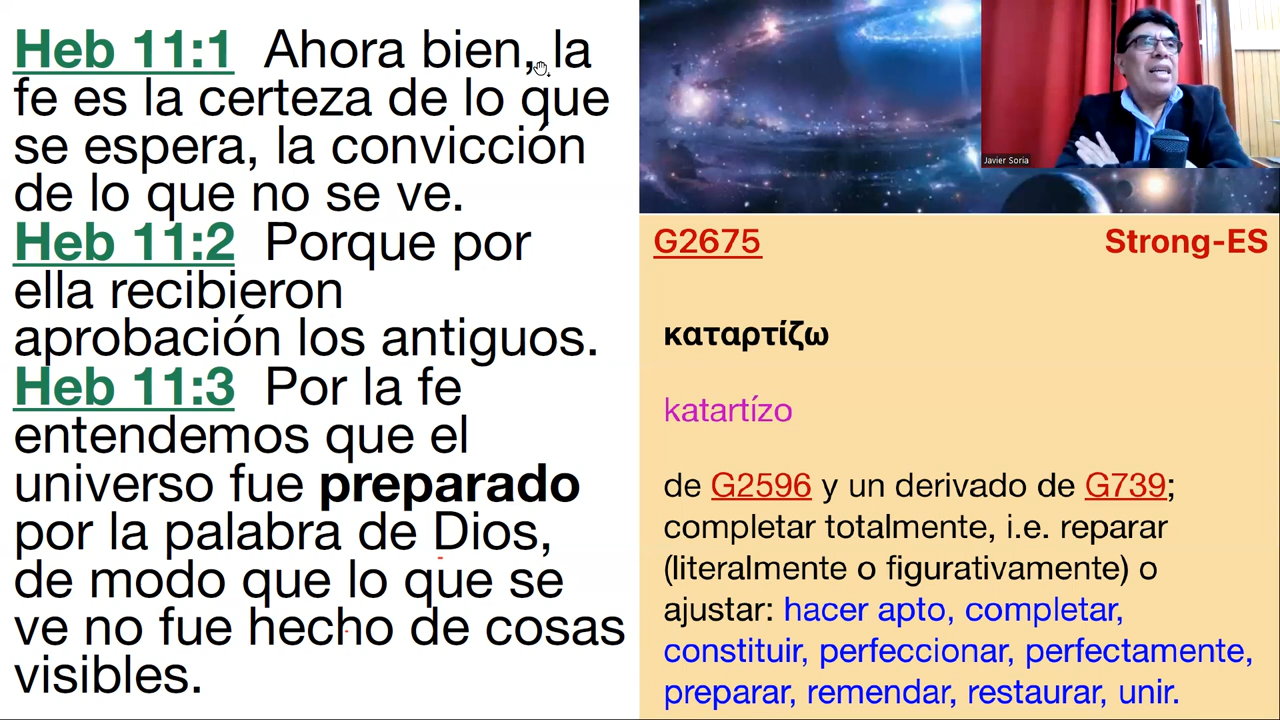 Heb 11:1 Ahora bien, la
fe es la certeza de lo que
se espera, la convicción
de lo que no se ve.
Heb 11:2 Porque por
ella recibieron
aprobación los antiguos.
Heb 11:3 Por la fe
entendemos que el
universo fue preparado
por la palabra de Dios,
de modo que lo que se
ve no fue hecho de cosas
visibles.
Javier Soria
G2675 Strong-ES
καταρτίζω
katartízo
de G2596 y un derivado de G739;
completar totalmente, i.e. reparar
(literalmente o figurativamente) o
ajustar: hacer apto, completar,
constituir, perfeccionar, perfectamente,
preparar, remendar, restaurar, unir.